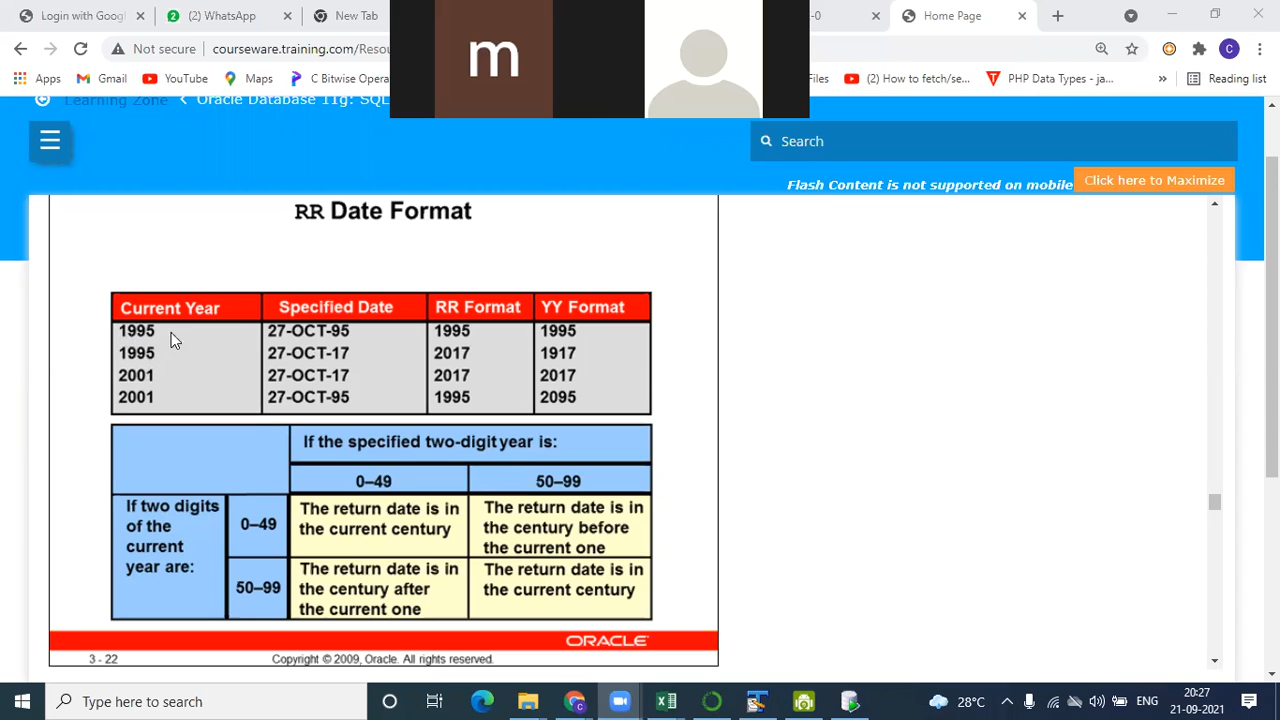 Login with Googl
(2) WhatsApp
New Tab
-0
Home Page
Not secure
courseware.training.com/Resou
Apps
Gmail
YouTube
Maps
C Bitwise Operat
Files
(2) How to fetch/se...
PHP Data Types - ja...
»
Reading list
m
Learning Zone
Oracle Database 11g: SQL
Search
Flash Content is not supported on mobile
Click here to Maximize
RR Date Format
Current Year Specified Date RR Format YY Format
1995 27-OCT-95 1995 1995
1995 27-OCT-17 2017 1917
2001 27-OCT-17 2017 2017
2001 27-OCT-95 1995 2095
If the specified two-digit year is:
0–49 50–99
If two digits
of the
current
year are:
0–49
The return date is in
the current century
The return date is in
the century before
the current one
50–99
The return date is in
the century after
the current one
The return date is in
the current century
ORACLE
3 - 22
Copyright © 2009, Oracle. All rights reserved.
Type here to search
28°C
ENG
20:27
21-09-2021